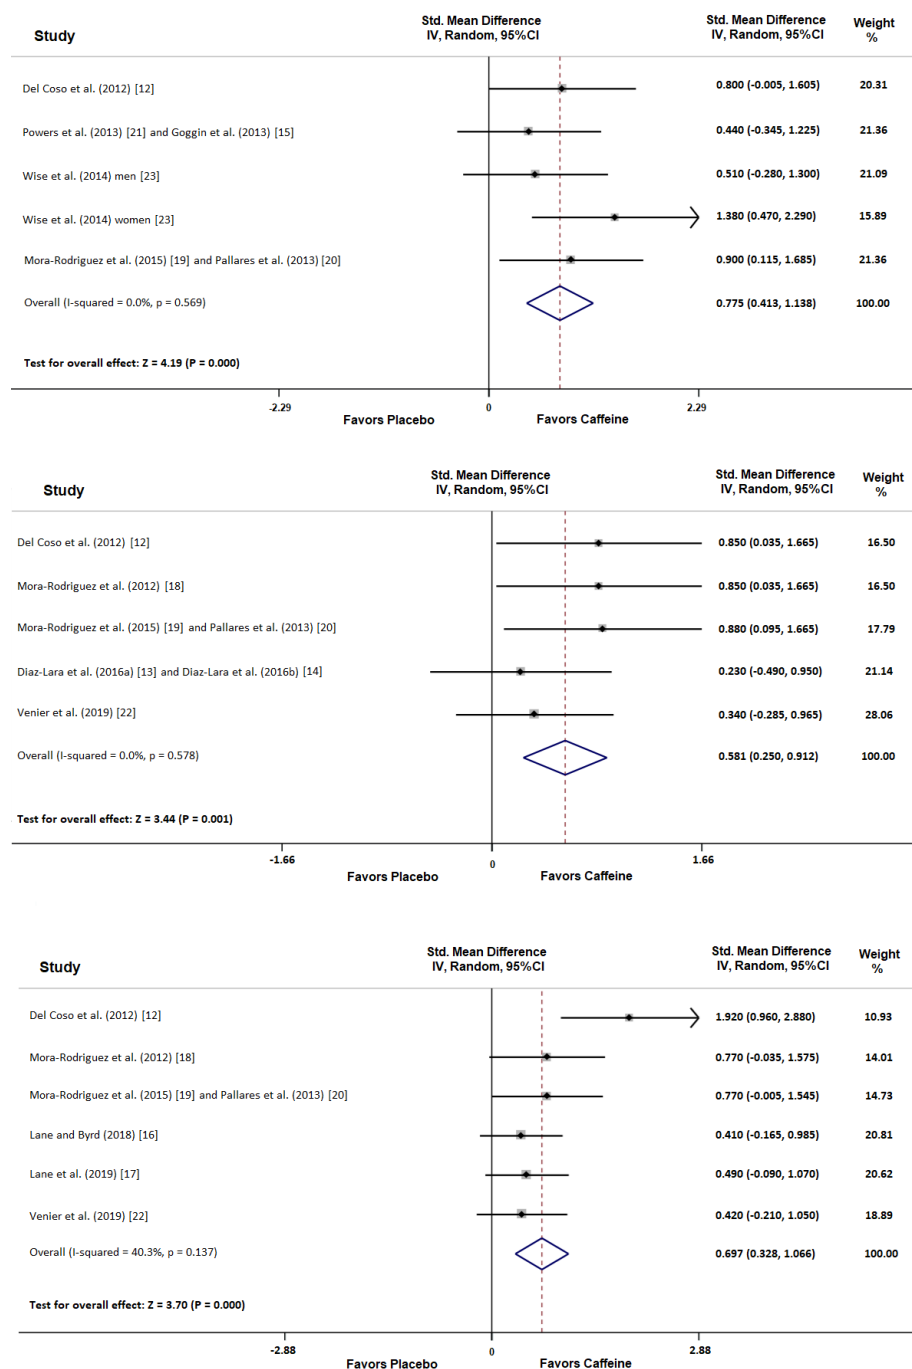 Study
Std. Mean Difference
IV, Random, 95%CI
Std. Mean Difference
IV, Random, 95%CI
Weight
%
Del Coso et al. (2012) [12] 0.800 (-0.005, 1.605) 20.31
Powers et al. (2013) [21] and Goggin et al. (2013) [15] 0.440 (-0.345, 1.225) 21.36
Wise et al. (2014) men [23] 0.510 (-0.280, 1.300) 21.09
Wise et al. (2014) women [23] 1.380 (0.470, 2.290) 15.89
Mora-Rodriguez et al. (2015) [19] and Pallares et al. (2013) [20] 0.900 (0.115, 1.685) 21.36
Overall (I-squared = 0.0%, p = 0.569) 0.775 (0.413, 1.138) 100.00
Test for overall effect: Z = 4.19 (P = 0.000)
-2.29 0 2.29
Favors Placebo Favors Caffeine
Study
Std. Mean Difference
IV, Random, 95%CI
Std. Mean Difference
IV, Random, 95%CI
Weight
%
Del Coso et al. (2012) [12] 0.850 (0.035, 1.665) 16.50
Mora-Rodriguez et al. (2012) [18] 0.850 (0.035, 1.665) 16.50
Mora-Rodriguez et al. (2015) [19] and Pallares et al. (2013) [20] 0.880 (0.095, 1.665) 17.79
Diaz-Lara et al. (2016a) [13] and Diaz-Lara et al. (2016b) [14] 0.230 (-0.490, 0.950) 21.14
Venier et al. (2019) [22] 0.340 (-0.285, 0.965) 28.06
Overall (I-squared = 0.0%, p = 0.578) 0.581 (0.250, 0.912) 100.00
Test for overall effect: Z = 3.44 (P = 0.001)
-1.66 0 1.66
Favors Placebo Favors Caffeine
Study
Std. Mean Difference
IV, Random, 95%CI
Std. Mean Difference
IV, Random, 95%CI
Weight
%
Del Coso et al. (2012) [12] 1.920 (0.960, 2.880) 10.93
Mora-Rodriguez et al. (2012) [18] 0.770 (-0.035, 1.575) 14.01
Mora-Rodriguez et al. (2015) [19] and Pallares et al. (2013) [20] 0.770 (-0.005, 1.545) 14.73
Lane and Byrd (2018) [16] 0.410 (-0.165, 0.985) 20.81
Lane et al. (2019) [17] 0.490 (-0.090, 1.070) 20.62
Venier et al. (2019) [22] 0.420 (-0.210, 1.050) 18.89
Overall (I-squared = 40.3%, p = 0.137) 0.697 (0.328, 1.066) 100.00
Test for overall effect: Z = 3.70 (P = 0.000)
-2.88 0 2.88
Favors Placebo Favors Caffeine